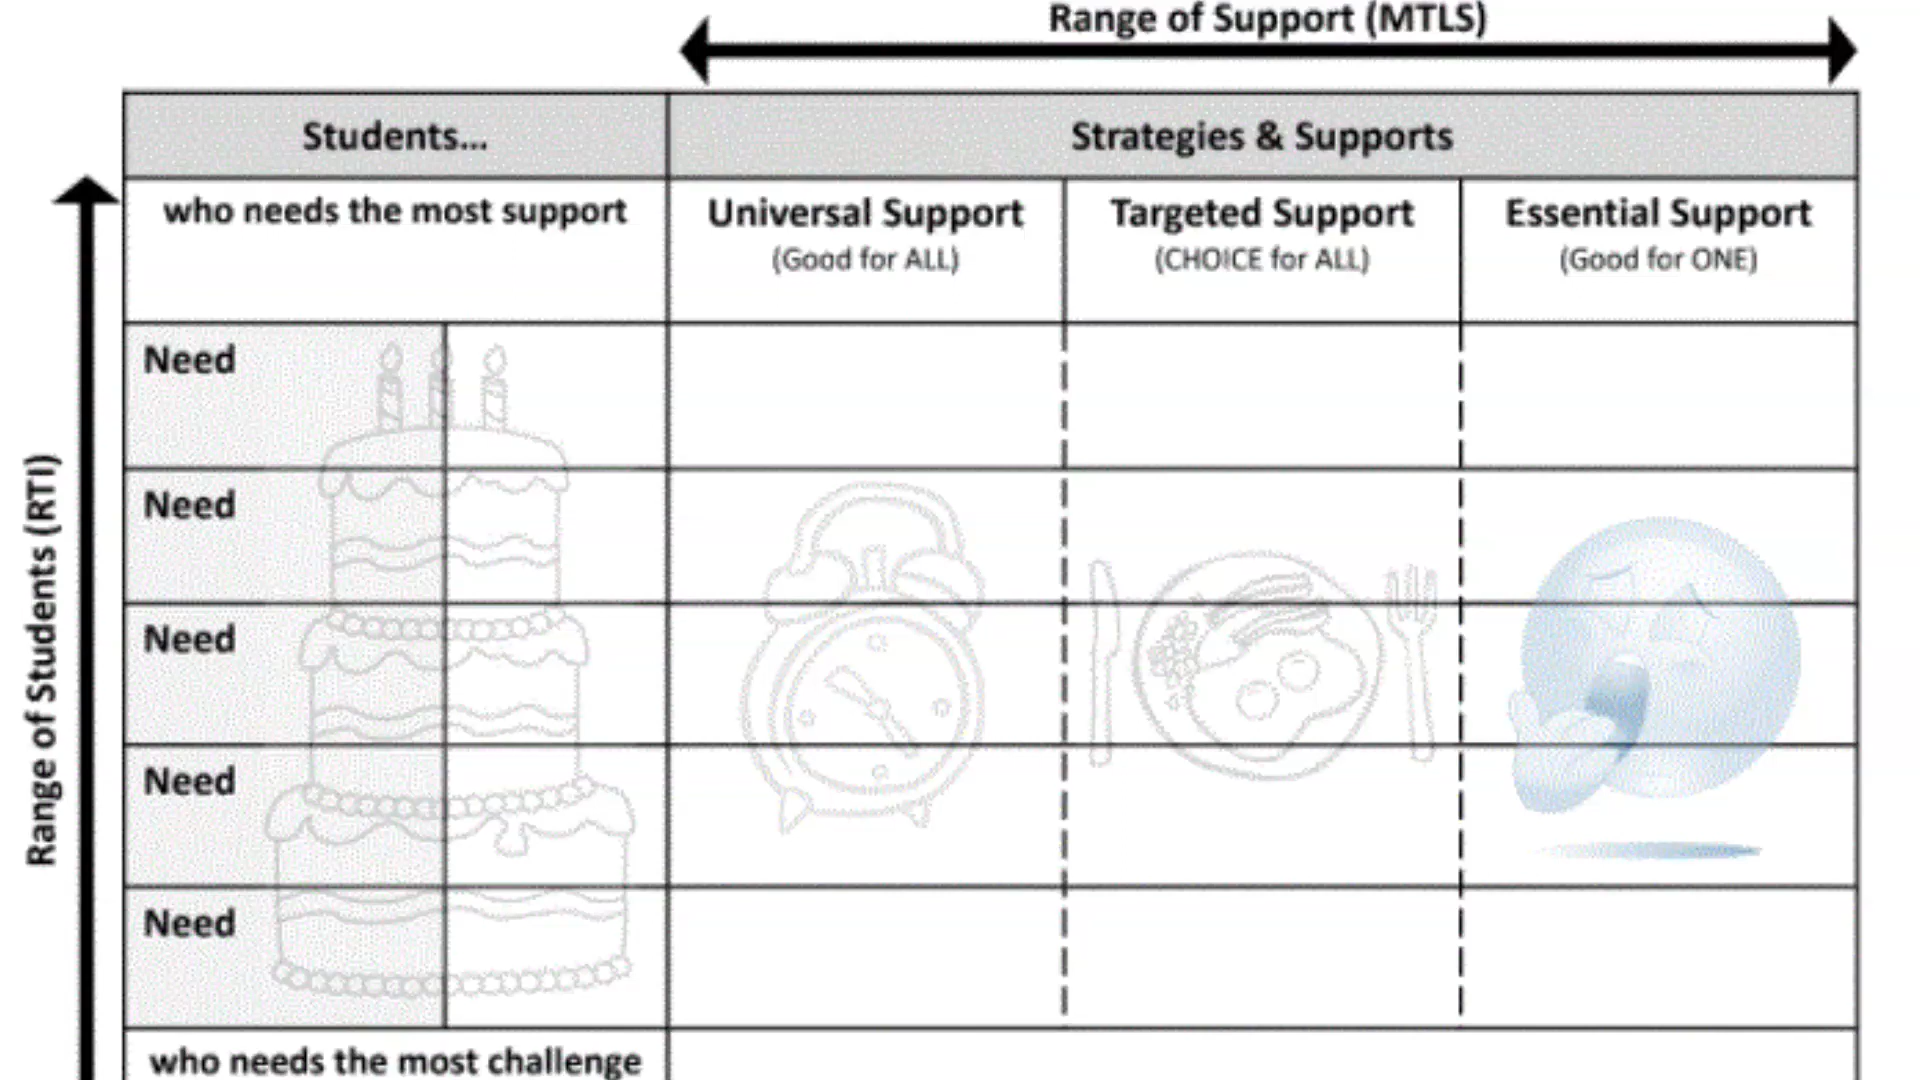 Range of Support (MTLS)
Students...
Strategies & Supports
who needs the most support
Universal Support
(Good for ALL)
Targeted Support
(CHOICE for ALL)
Essential Support
(Good for ONE)
Range of Students (RTI)
Need
Need
Need
Need
Need
who needs the most challenge